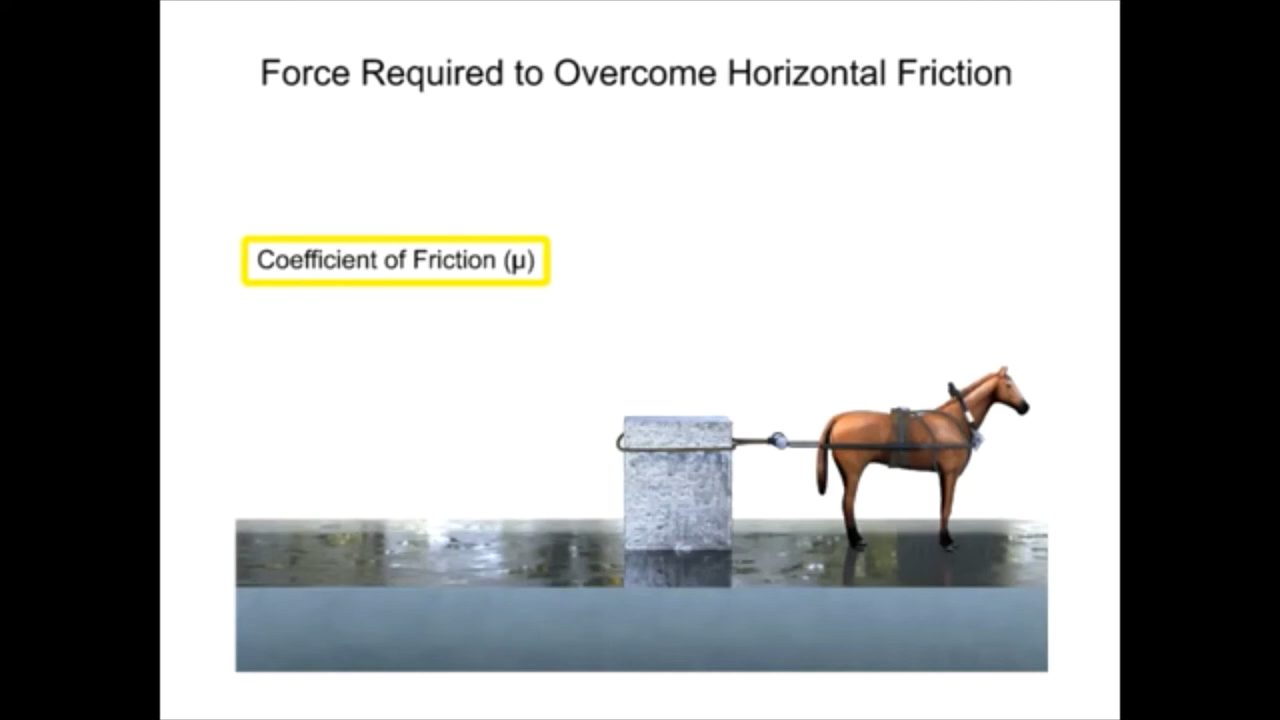 Force Required to Overcome Horizontal Friction
Coefficient of Friction (μ)